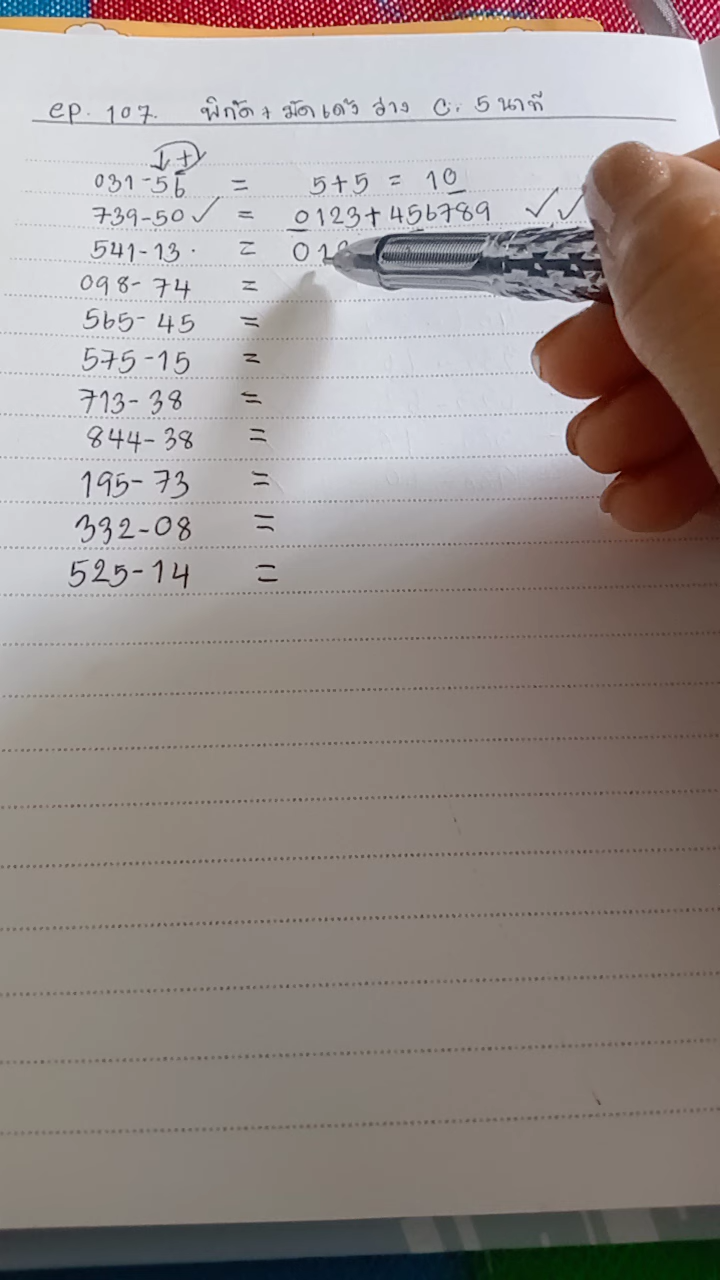 ep. 107. พิกัด + มัดเด้ง ล่าง C. 5 นาที
031-56 = 5+5 = 10
739-50 ✓ = 0123+456789 ✓✓
541-13. = 01
098-74 =
565-45 =
575-15 =
713-38 =
844-38 =
195-73 =
332-08 =
525-14 =